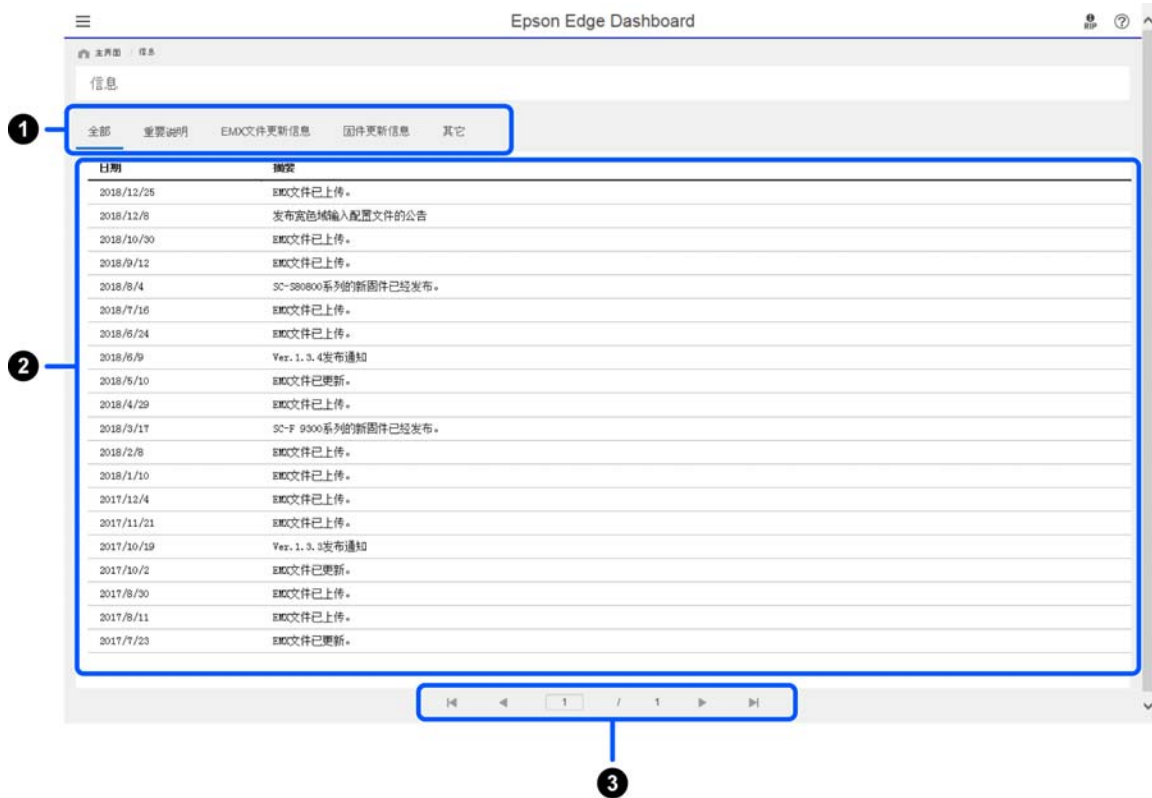 Epson Edge Dashboard
RIP
主界面 信息
信息
1
全部 重要说明 EMX文件更新信息 固件更新信息 其它
2
日期 摘要
2018/12/25 EMX文件已上传。
2018/12/8 发布宽色域输入配置文件的公告
2018/10/30 EMX文件已上传。
2018/9/12 EMX文件已上传。
2018/8/4 SC-S80800系列的新固件已经发布。
2018/7/16 EMX文件已上传。
2018/6/24 EMX文件已上传。
2018/6/9 Ver.1.3.4发布通知
2018/5/10 EMX文件已更新。
2018/4/29 EMX文件已上传。
2018/3/17 SC-F 9300系列的新固件已经发布。
2018/2/8 EMX文件已上传。
2018/1/10 EMX文件已上传。
2017/12/4 EMX文件已上传。
2017/11/21 EMX文件已上传。
2017/10/19 Ver.1.3.3发布通知
2017/10/2 EMX文件已更新。
2017/8/30 EMX文件已上传。
2017/8/11 EMX文件已上传。
2017/7/23 EMX文件已更新。
1 / 1
3